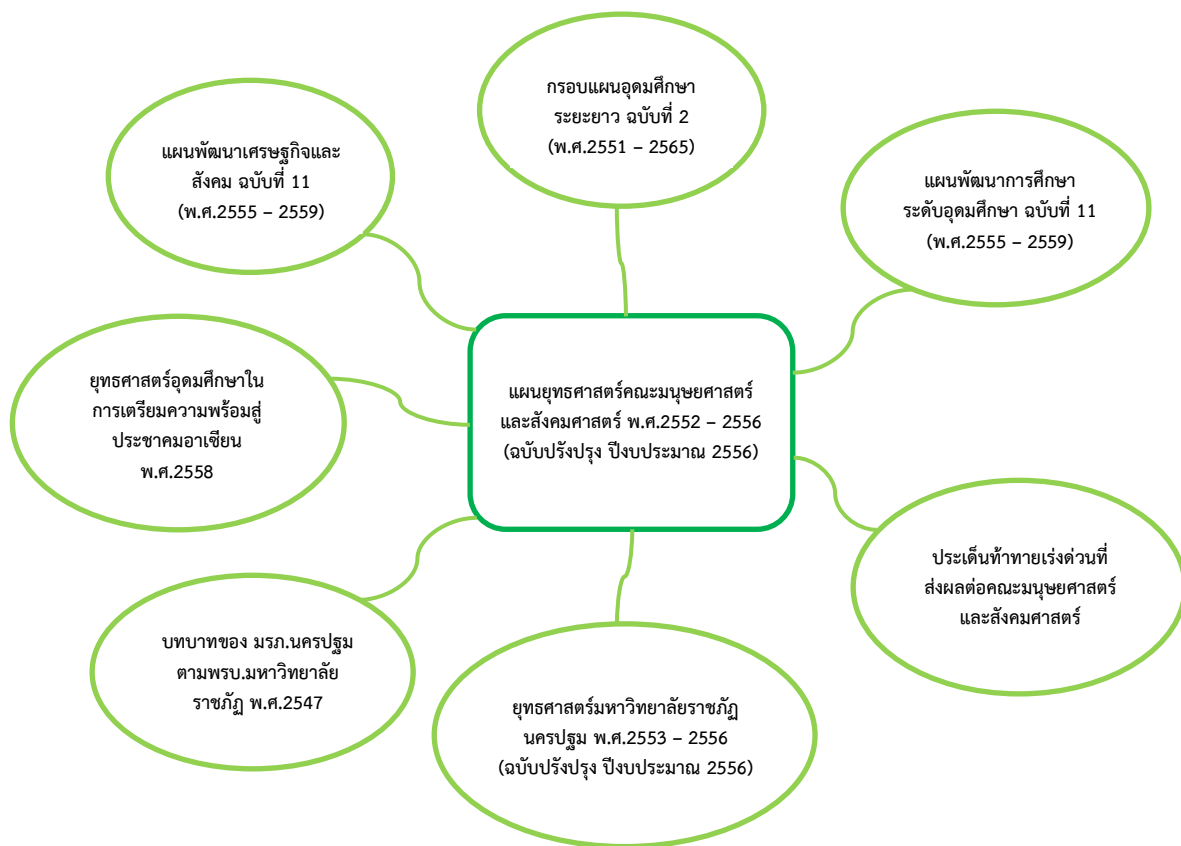 กรอบแผนอุดมศึกษา
ระยะยาว ฉบับที่ 2
(พ.ศ.2551 – 2565)
แผนพัฒนาเศรษฐกิจและ
สังคม ฉบับที่ 11
(พ.ศ.2555 – 2559)
แผนพัฒนาการศึกษา
ระดับอุดมศึกษา ฉบับที่ 11
(พ.ศ.2555 – 2559)
ยุทธศาสตร์อุดมศึกษาใน
การเตรียมความพร้อมสู่
ประชาคมอาเซียน
พ.ศ.2558
แผนยุทธศาสตร์คณะมนุษยศาสตร์
และสังคมศาสตร์ พ.ศ.2552 – 2556
(ฉบับปรังปรุง ปีงบประมาณ 2556)
ประเด็นท้าทายเร่งด่วนที่
ส่งผลต่อคณะมนุษยศาสตร์
และสังคมศาสตร์
บทบาทของ มรภ.นครปฐม
ตามพรบ.มหาวิทยาลัย
ราชภัฏ พ.ศ.2547
ยุทธศาสตร์มหาวิทยาลัยราชภัฏ
นครปฐม พ.ศ.2553 – 2556
(ฉบับปรังปรุง ปีงบประมาณ 2556)